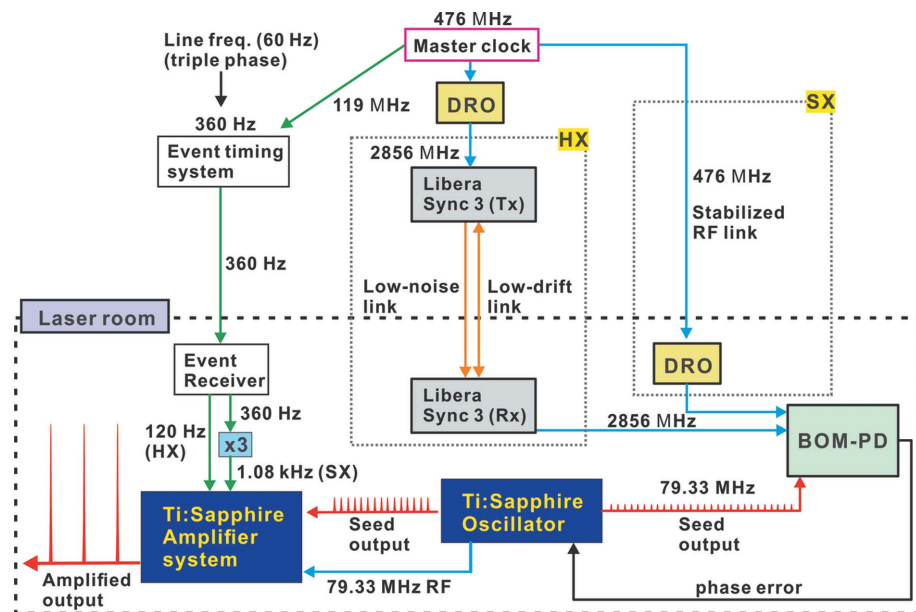 476 MHz
Line freq. (60 Hz)
(triple phase)
Master clock
SX
119 MHz
DRO
360 Hz
HX
Event timing
system
2856 MHz
Libera
Sync 3 (Tx)
476 MHz
Stabilized
RF link
360 Hz
Low-noise
link
Low-drift
link
Laser room
Event
Receiver
DRO
Libera
Sync 3 (Rx)
360 Hz
120 Hz
(HX)
x3
2856 MHz
BOM-PD
1.08 kHz (SX)
79.33 MHz
Ti:Sapphire
Amplifier
system
Seed
output
Ti:Sapphire
Oscillator
Seed
output
Amplified
output
79.33 MHz RF
phase error